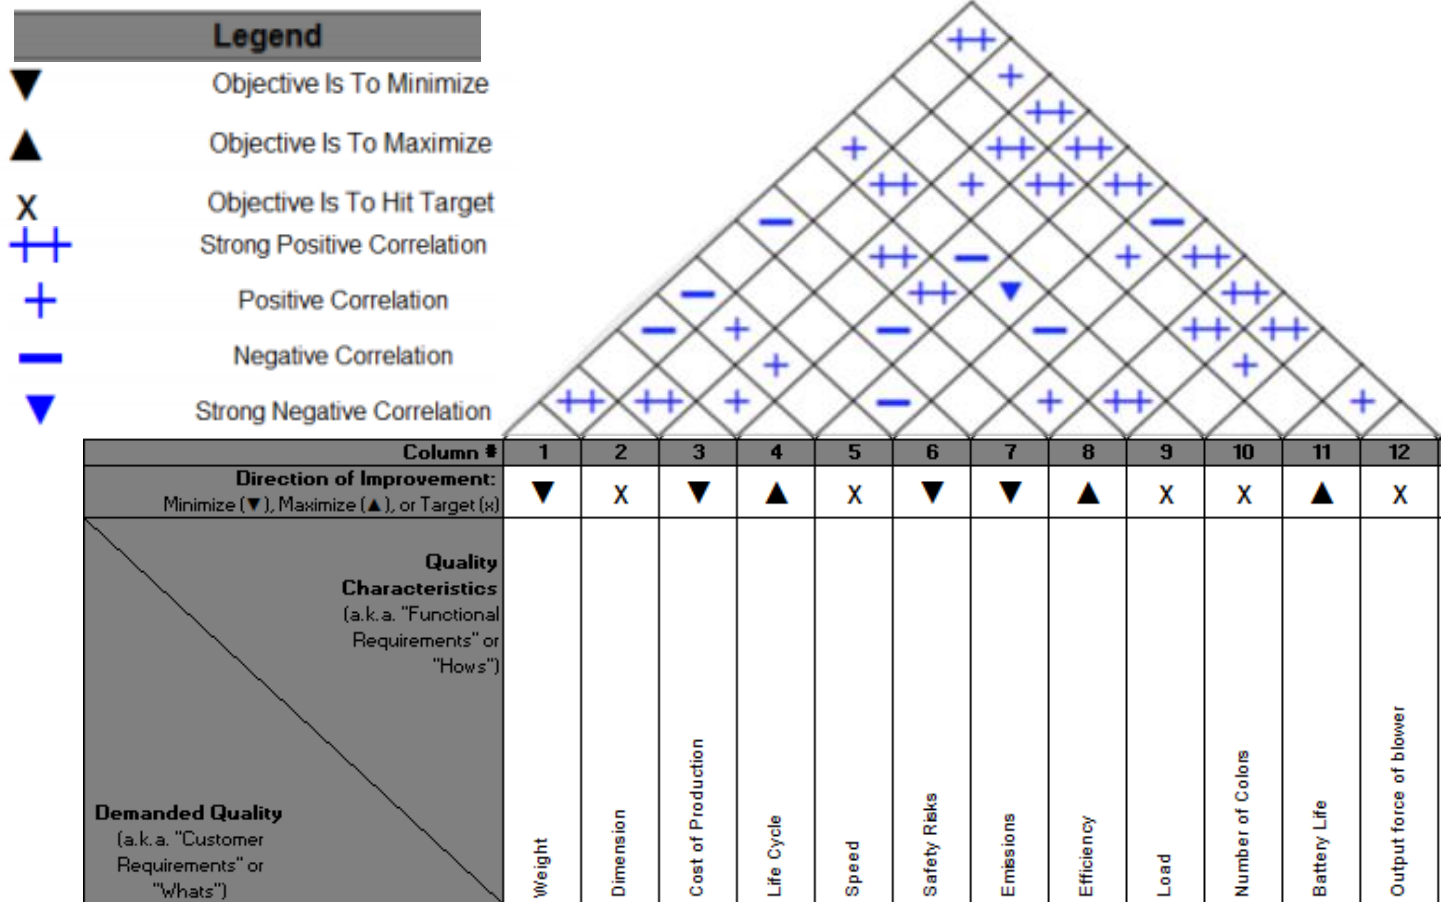 Legend
▼ Objective Is To Minimize
▲ Objective Is To Maximize
X Objective Is To Hit Target
++ Strong Positive Correlation
+ Positive Correlation
− Negative Correlation
▼ Strong Negative Correlation
Column # 1 2 3 4 5 6 7 8 9 10 11 12
Direction of Improvement:
Minimize (▼), Maximize (▲), or Target (x) ▼ X ▼ ▲ X ▼ ▼ ▲ X X ▲ X
Quality
Characteristics
(a.k.a. "Functional
Requirements" or
"Hows")
Demanded Quality
(a.k.a. "Customer
Requirements" or
"Whats")
Weight
Dimension
Cost of Production
Life Cycle
Speed
Safety Risks
Emissions
Efficiency
Load
Number of Colors
Battery Life
Output force of blower